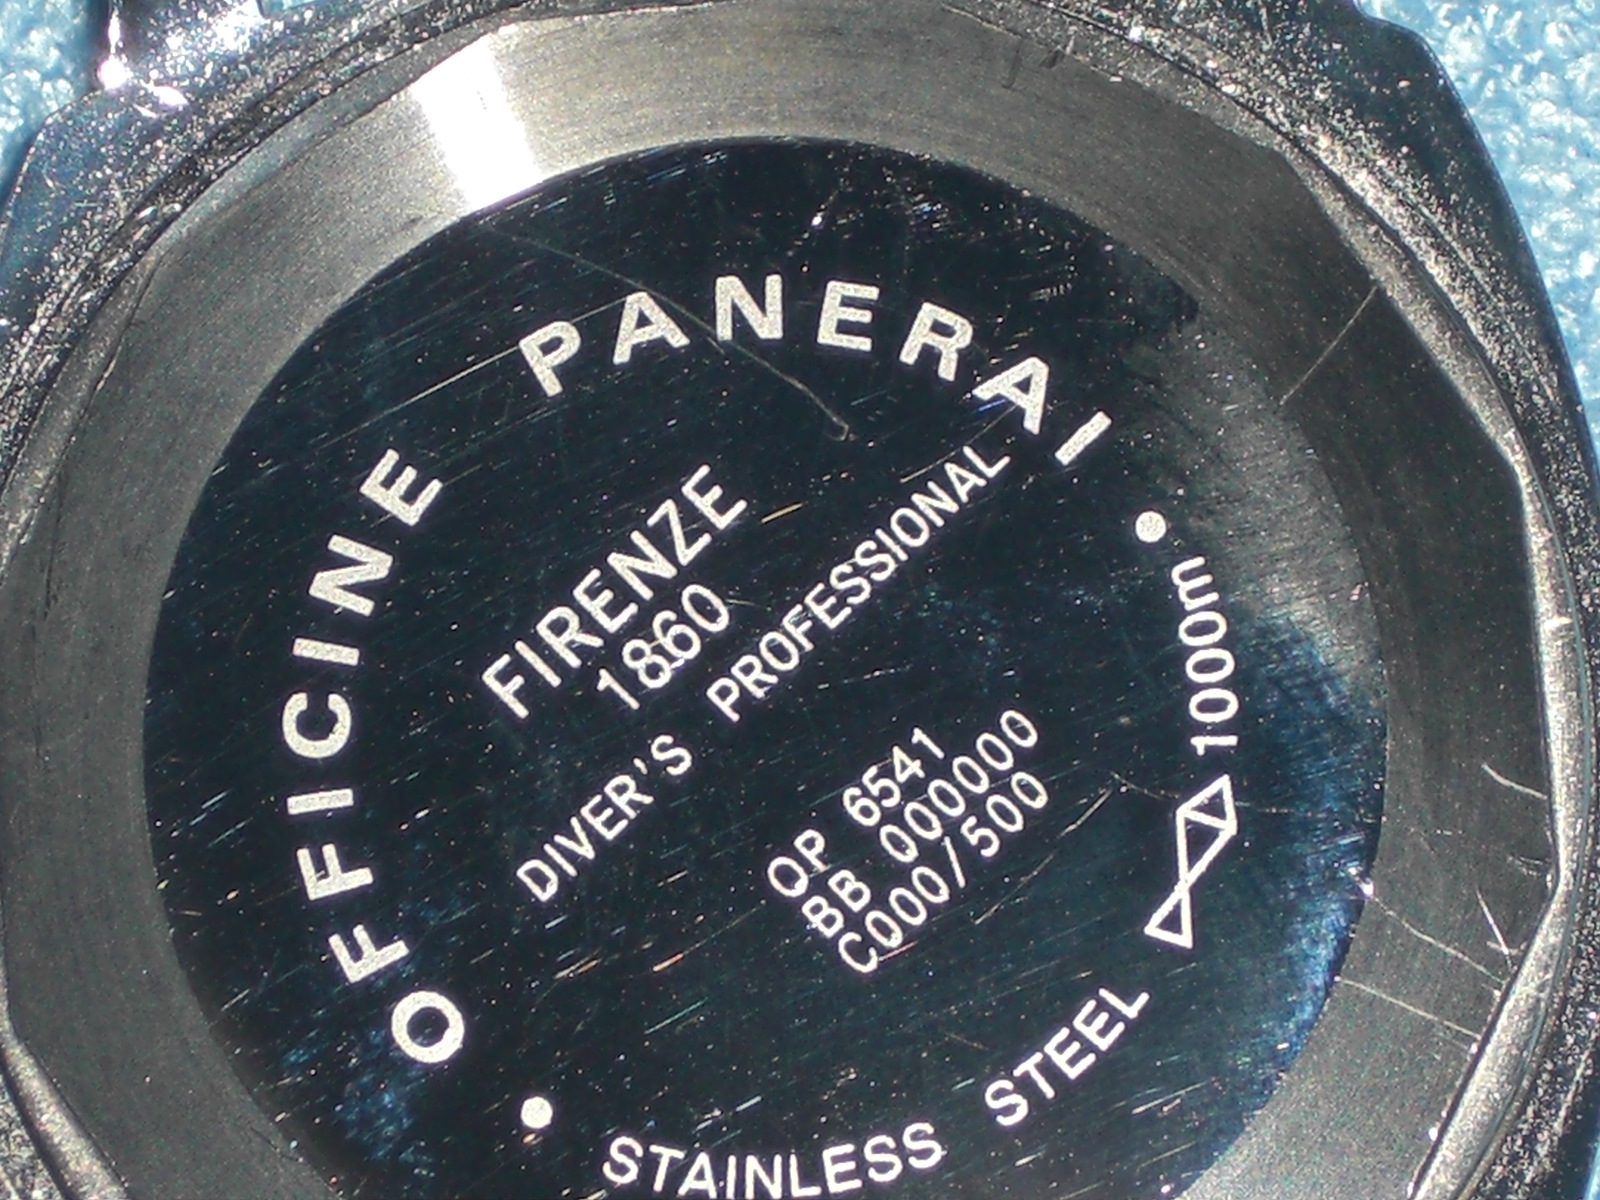 OFFICINE PANERAI
FIRENZE
1860
DIVER'S PROFESSIONAL
OP 6541
BB 000000
C000/500
1000m
STAINLESS STEEL